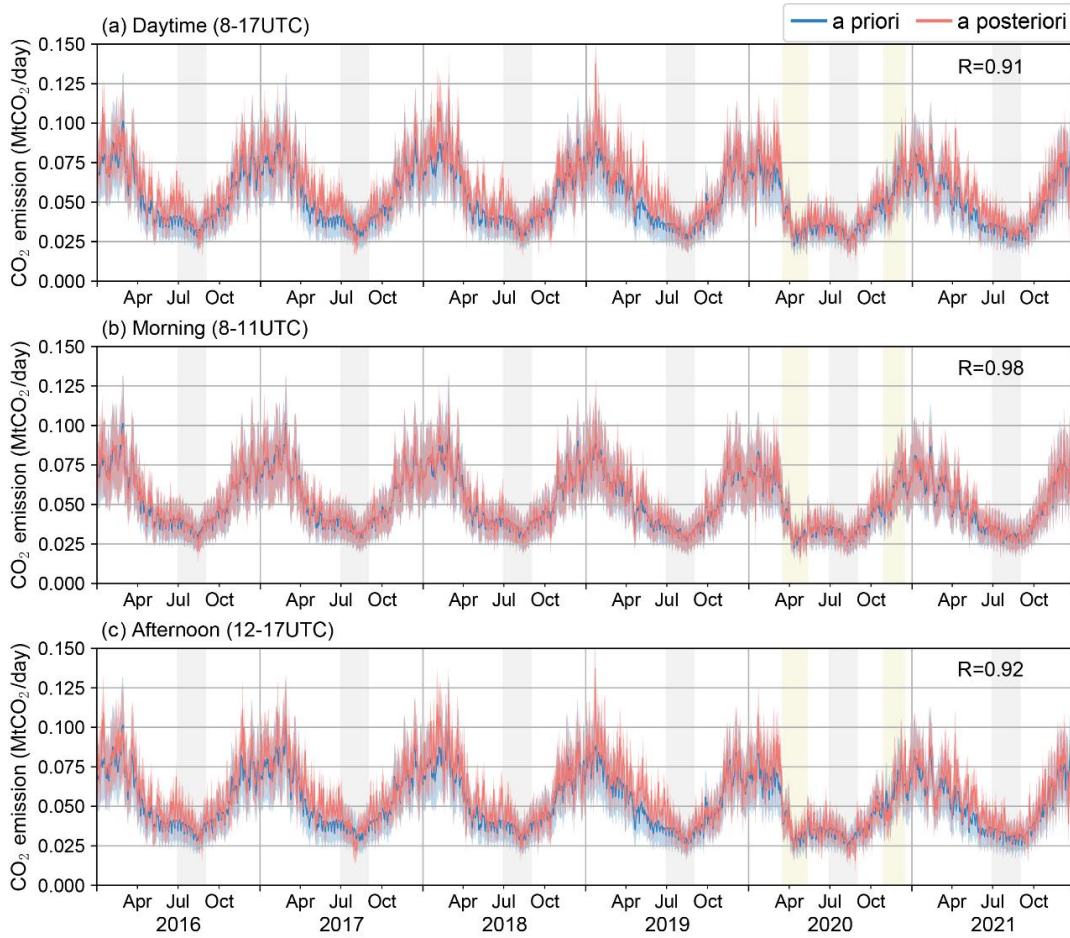 (a) Daytime (8-17UTC)
a priori
a posteriori
R=0.91
CO₂ emission (MtCO₂/day)
0.150
0.125
0.100
0.075
0.050
0.025
0.000
Apr Jul Oct Apr Jul Oct Apr Jul Oct Apr Jul Oct Apr Jul Oct Apr Jul Oct
(b) Morning (8-11UTC)
R=0.98
CO₂ emission (MtCO₂/day)
0.150
0.125
0.100
0.075
0.050
0.025
0.000
Apr Jul Oct Apr Jul Oct Apr Jul Oct Apr Jul Oct Apr Jul Oct Apr Jul Oct
(c) Afternoon (12-17UTC)
R=0.92
CO₂ emission (MtCO₂/day)
0.150
0.125
0.100
0.075
0.050
0.025
0.000
Apr Jul Oct Apr Jul Oct Apr Jul Oct Apr Jul Oct Apr Jul Oct Apr Jul Oct
2016 2017 2018 2019 2020 2021